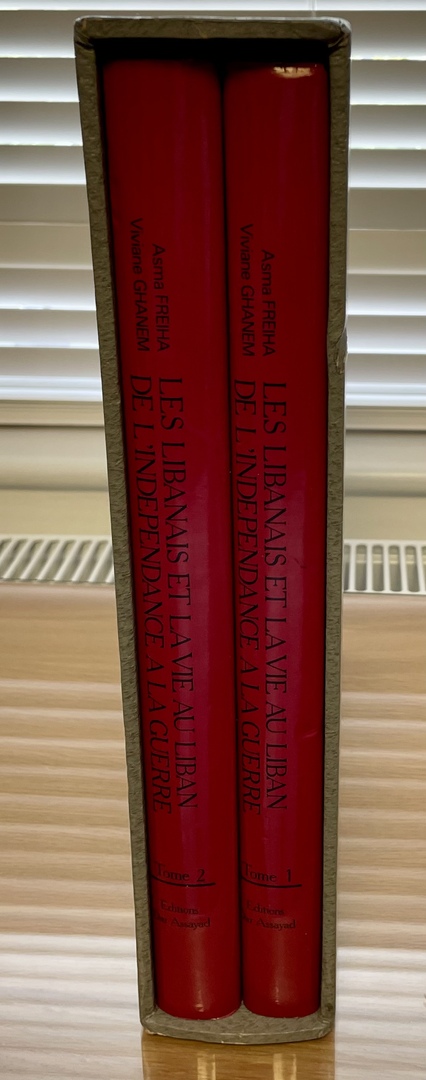 Asma FREIHA
Viviane GHANEM
LES LIBANAIS ET LA VIE AU LIBAN
DE L'INDEPENDANCE A LA GUERRE
Tome 2
Editions
Assayad
Asma FREIHA
Viviane GHANEM
LES LIBANAIS ET LA VIE AU LIBAN
DE L'INDEPENDANCE A LA GUERRE
Tome 1
Editions
Assayad